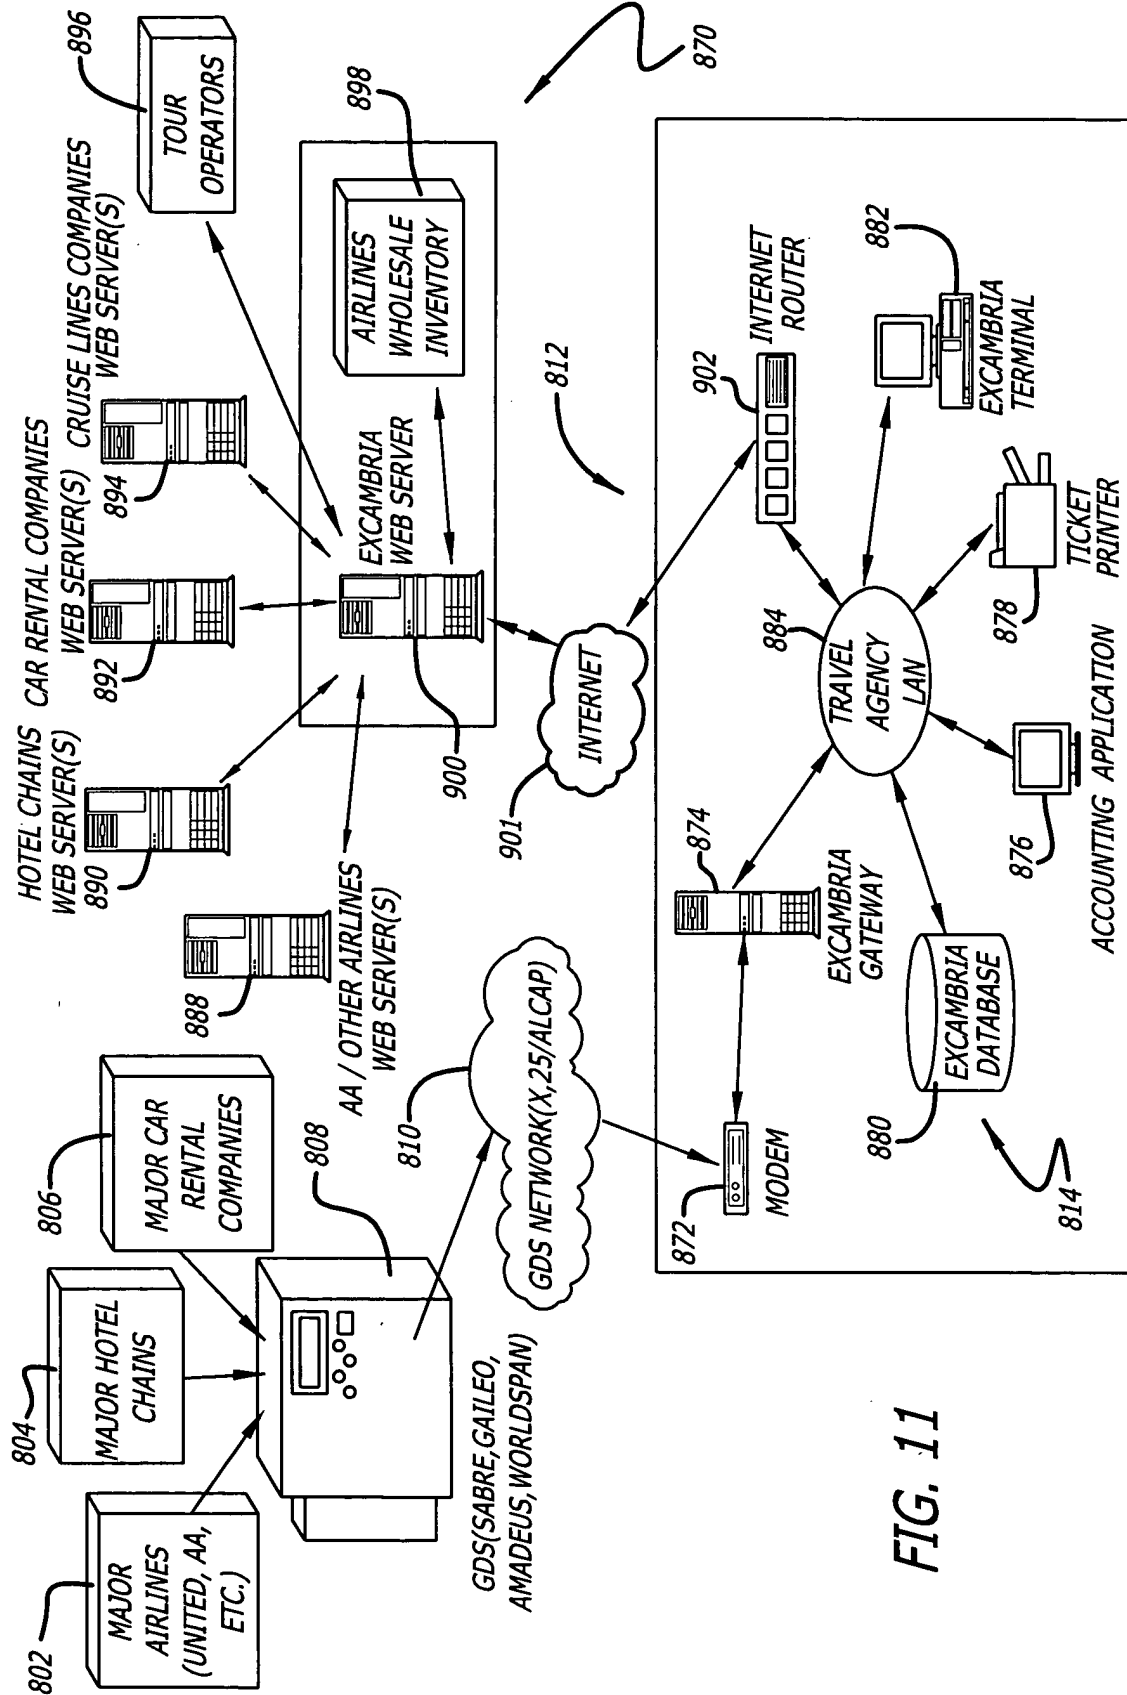 802
MAJOR
AIRLINES
(UNITED, AA,
ETC.)
804
MAJOR HOTEL
CHAINS
806
MAJOR CAR
RENTAL
COMPANIES
808
GDS(SABRE,GAILEO,
AMADEUS,WORLDSPAN)
810
GDS NETWORK(X,25/ALCAP)
888
AA / OTHER AIRLINES
WEB SERVER(S)
HOTEL CHAINS
WEB SERVER(S)
890
CAR RENTAL COMPANIES
WEB SERVER(S)
892
CRUISE LINES COMPANIES
WEB SERVER(S)
894
896
TOUR
OPERATORS
898
AIRLINES
WHOLESALE
INVENTORY
EXCAMBRIA
WEB SERVER
900
901
INTERNET
870
812
902
INTERNET
ROUTER
872
MODEM
874
EXCAMBRIA
GATEWAY
884
TRAVEL
AGENCY
LAN
882
EXCAMBRIA
TERMINAL
880
EXCAMBRIA
DATABASE
876
ACCOUNTING APPLICATION
878
TICKET
PRINTER
814
FIG. 11